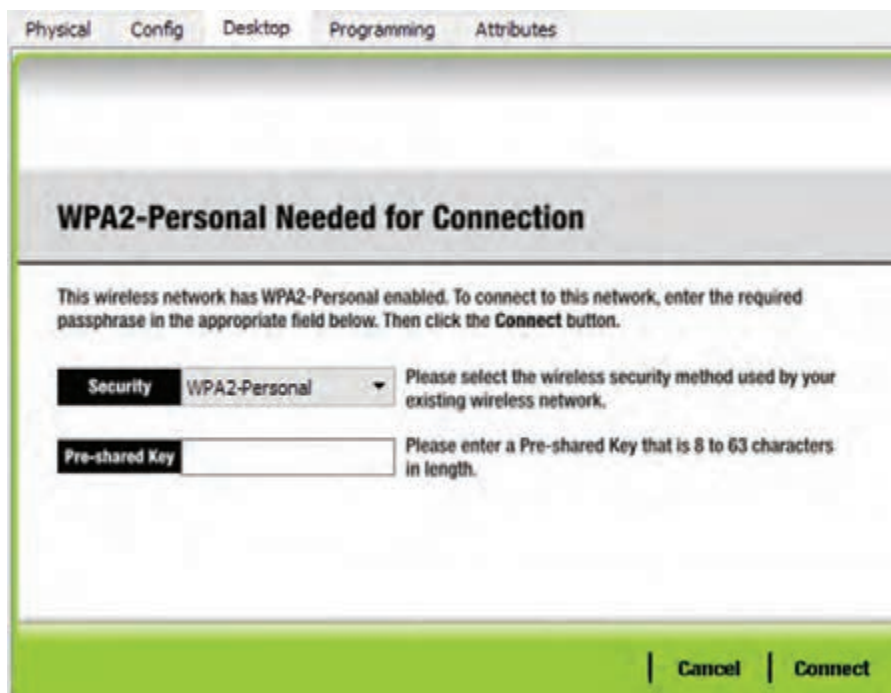 Physical Config Desktop Programming Attributes
WPA2-Personal Needed for Connection
This wireless network has WPA2-Personal enabled. To connect to this network, enter the required
passphrase in the appropriate field below. Then click the Connect button.
Security WPA2-Personal Please select the wireless security method used by your
existing wireless network.
Pre-shared Key Please enter a Pre-shared Key that is 8 to 63 characters
in length.
Cancel Connect